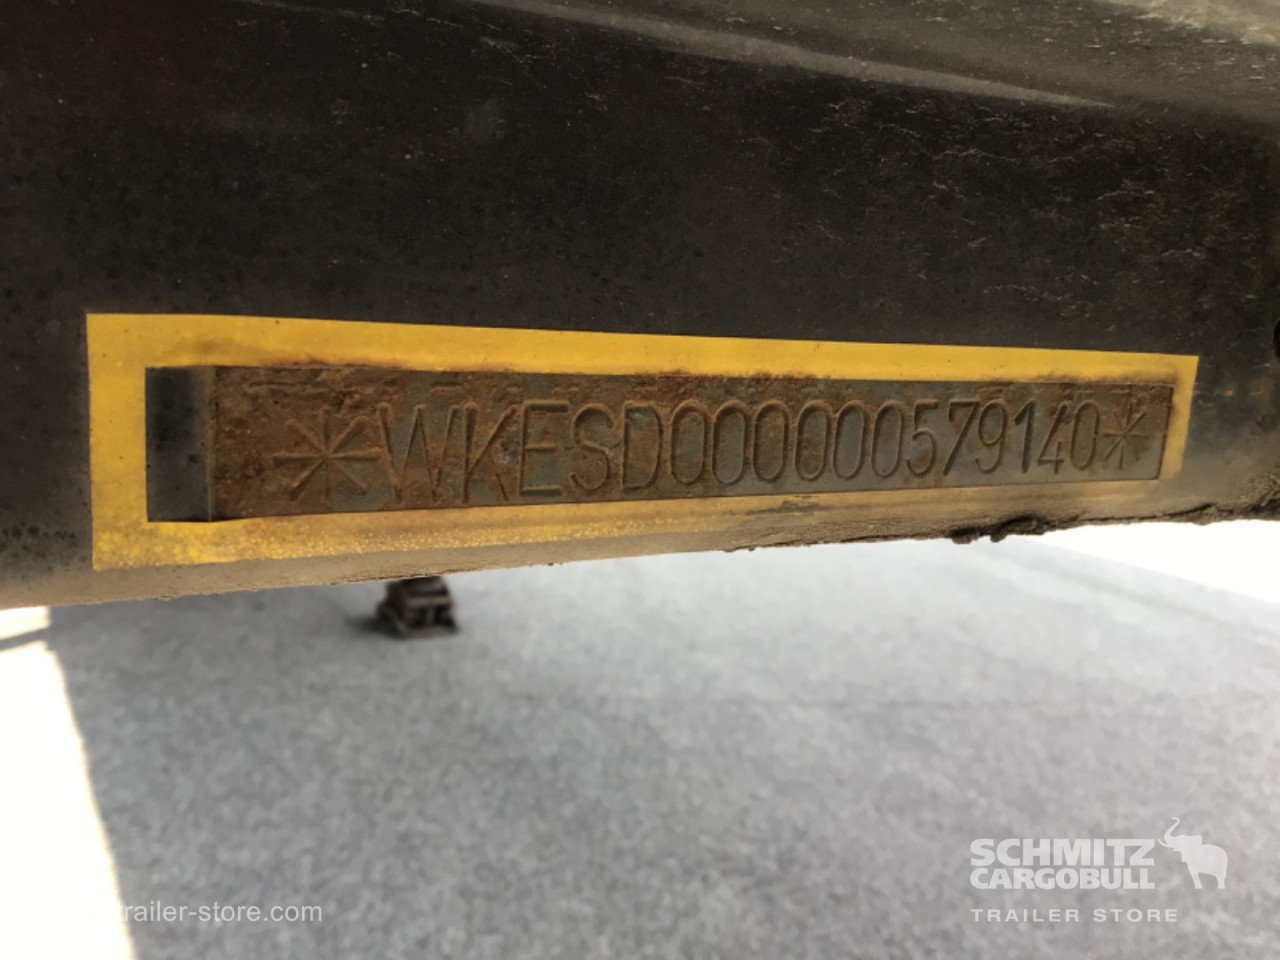 *WKESD000000579140*
SCHMITZ
CARGOBULL
TRAILER STORE
trailer-store.com